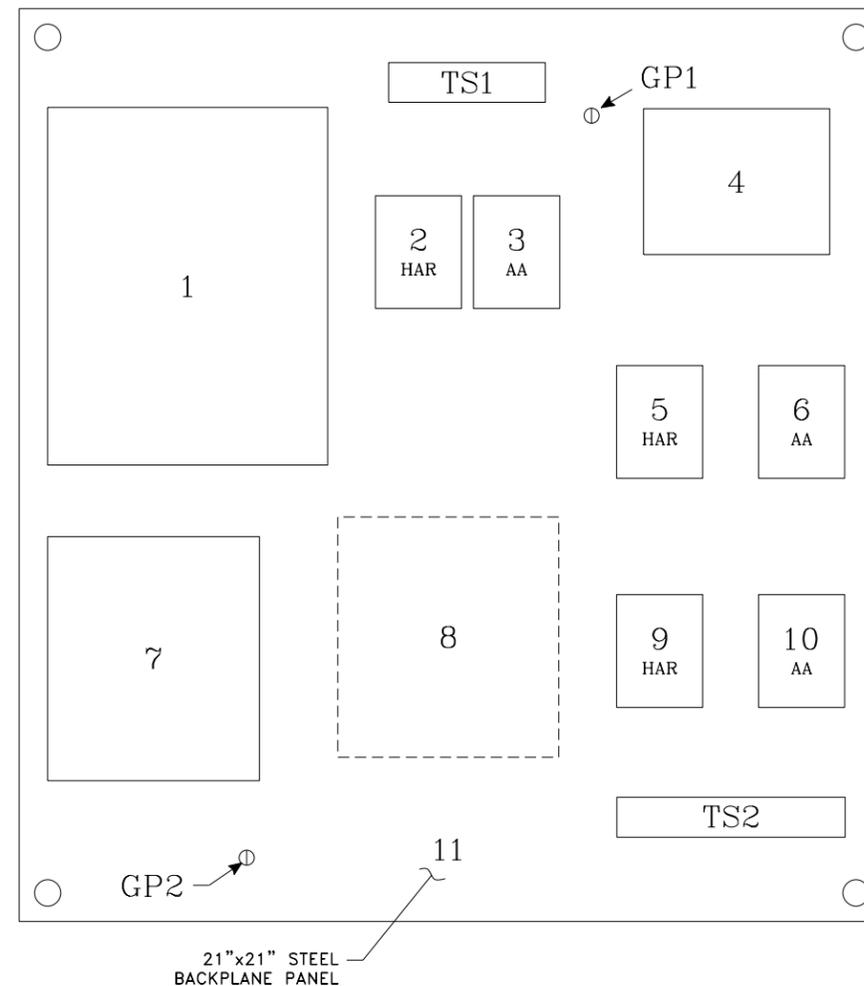 TS1
GP1
1
2
HAR
3
AA
4
5
HAR
6
AA
7
8
9
HAR
10
AA
TS2
11
GP2
21"x21" STEEL
BACKPLANE PANEL